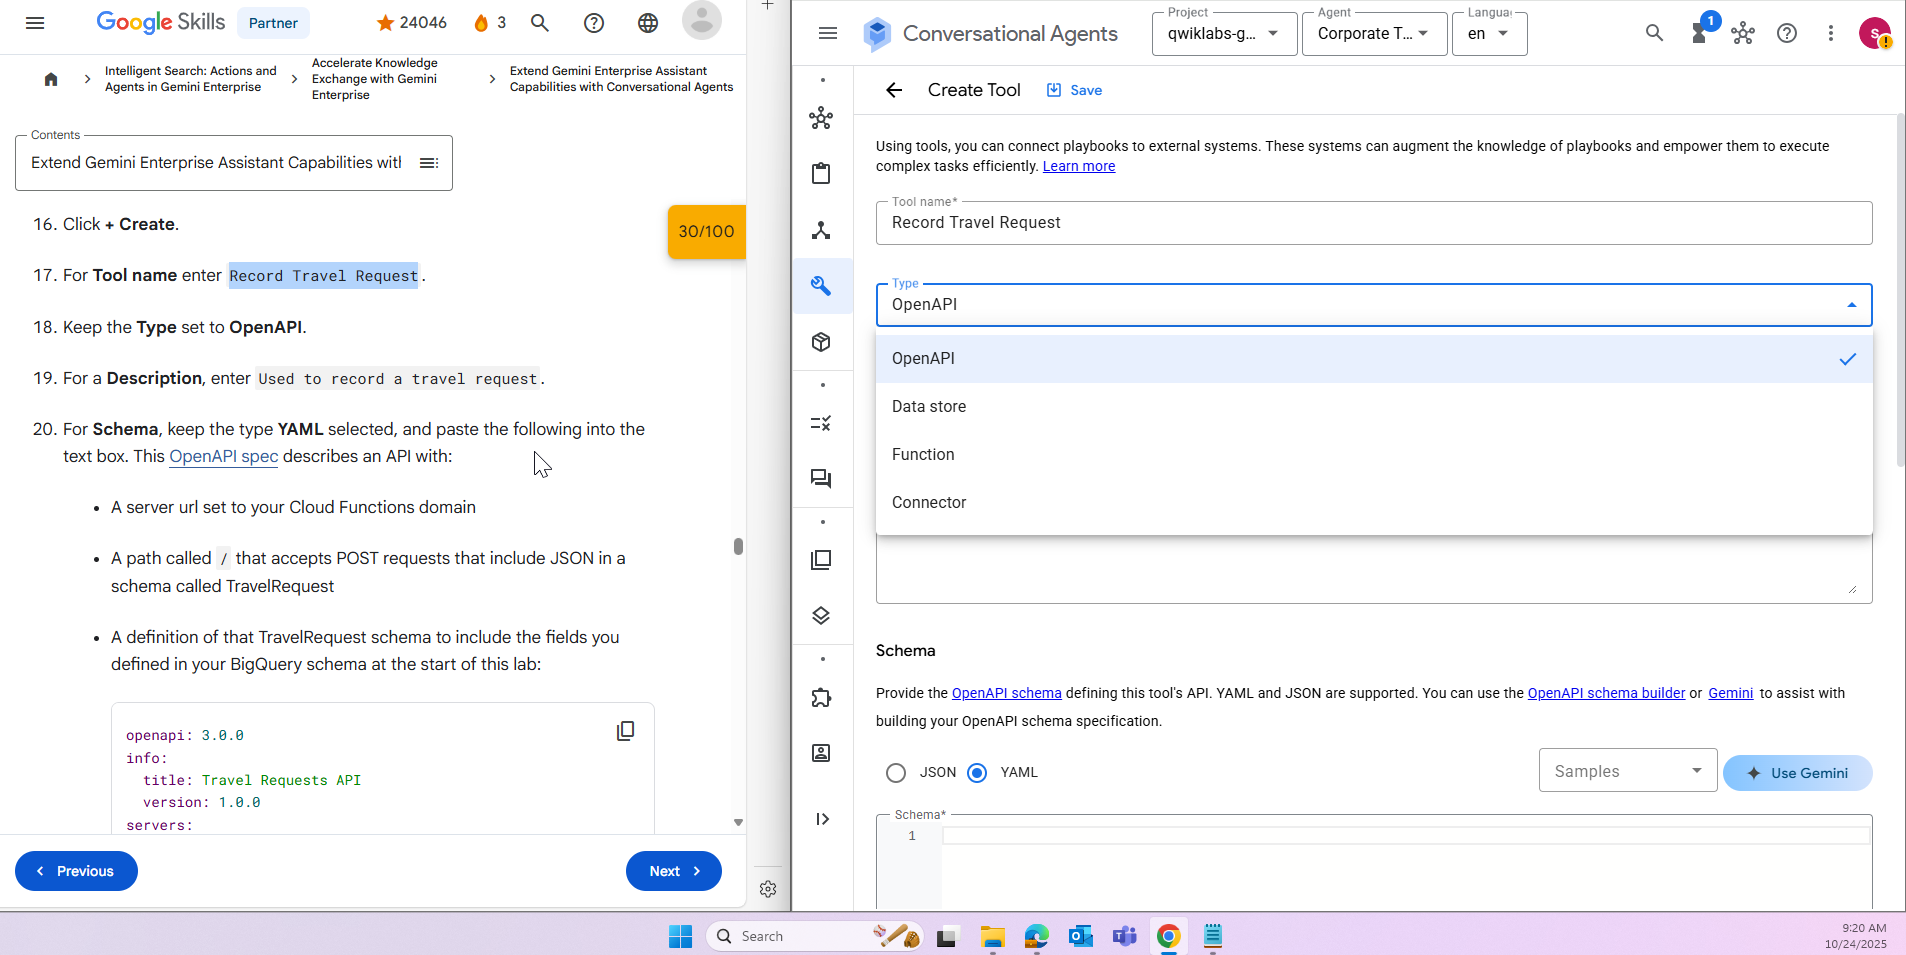 Google Skills
Partner
24046
3
Intelligent Search: Actions and
Agents in Gemini Enterprise
Accelerate Knowledge
Exchange with Gemini
Enterprise
Extend Gemini Enterprise Assistant
Capabilities with Conversational Agents
Contents
Extend Gemini Enterprise Assistant Capabilities with
30/100
16. Click + Create.
17. For Tool name enter Record Travel Request.
18. Keep the Type set to OpenAPI.
19. For a Description, enter Used to record a travel request.
20. For Schema, keep the type YAML selected, and paste the following into the
text box. This OpenAPI spec describes an API with:
• A server url set to your Cloud Functions domain
• A path called / that accepts POST requests that include JSON in a
schema called TravelRequest
• A definition of that TravelRequest schema to include the fields you
defined in your BigQuery schema at the start of this lab:
openapi: 3.0.0
info:
title: Travel Requests API
version: 1.0.0
servers:
Previous
Next
Conversational Agents
Project
qwiklabs-g...
Agent
Corporate T...
Langua
en
1
s
Create Tool
Save
Using tools, you can connect playbooks to external systems. These systems can augment the knowledge of playbooks and empower them to execute
complex tasks efficiently. Learn more
Tool name*
Record Travel Request
Type
OpenAPI
OpenAPI
Data store
Function
Connector
Schema
Provide the OpenAPI schema defining this tool's API. YAML and JSON are supported. You can use the OpenAPI schema builder or Gemini to assist with
building your OpenAPI schema specification.
JSON
YAML
Samples
Use Gemini
Schema*
1
Search
9:20 AM
10/24/2025